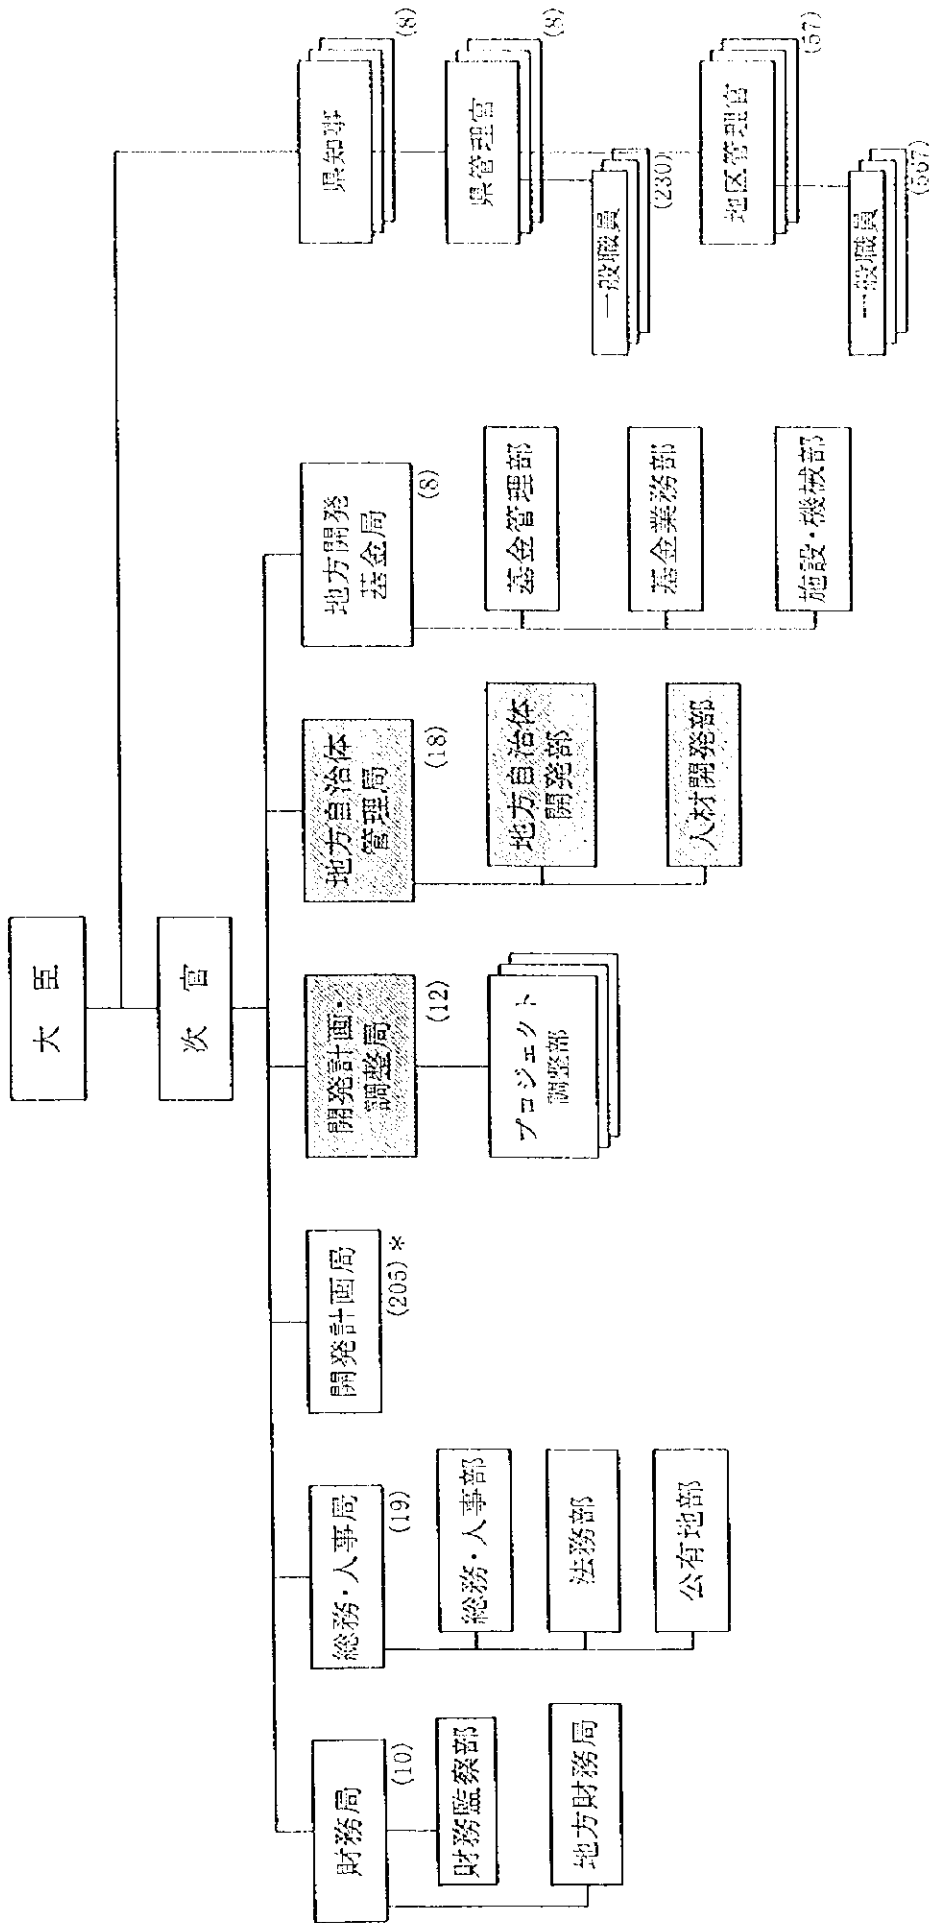 大臣
次官
財務局
(10)
財務監察部
地方財務局
総務・人事局
(19)
総務・人事部
法務部
公有地部
開発計画局
(205)*
開発計画・
調整局
(12)
プロジェクト
調整部
地方自治体
管理局
(18)
地方自治体
開発部
人材開発部
地方開発
基金局
(8)
基金管理部
基金業務部
施設・機械部
県知事
(8)
県管理官
(8)
一般職員
(230)
地区管理官
(57)
一般職員
(507)